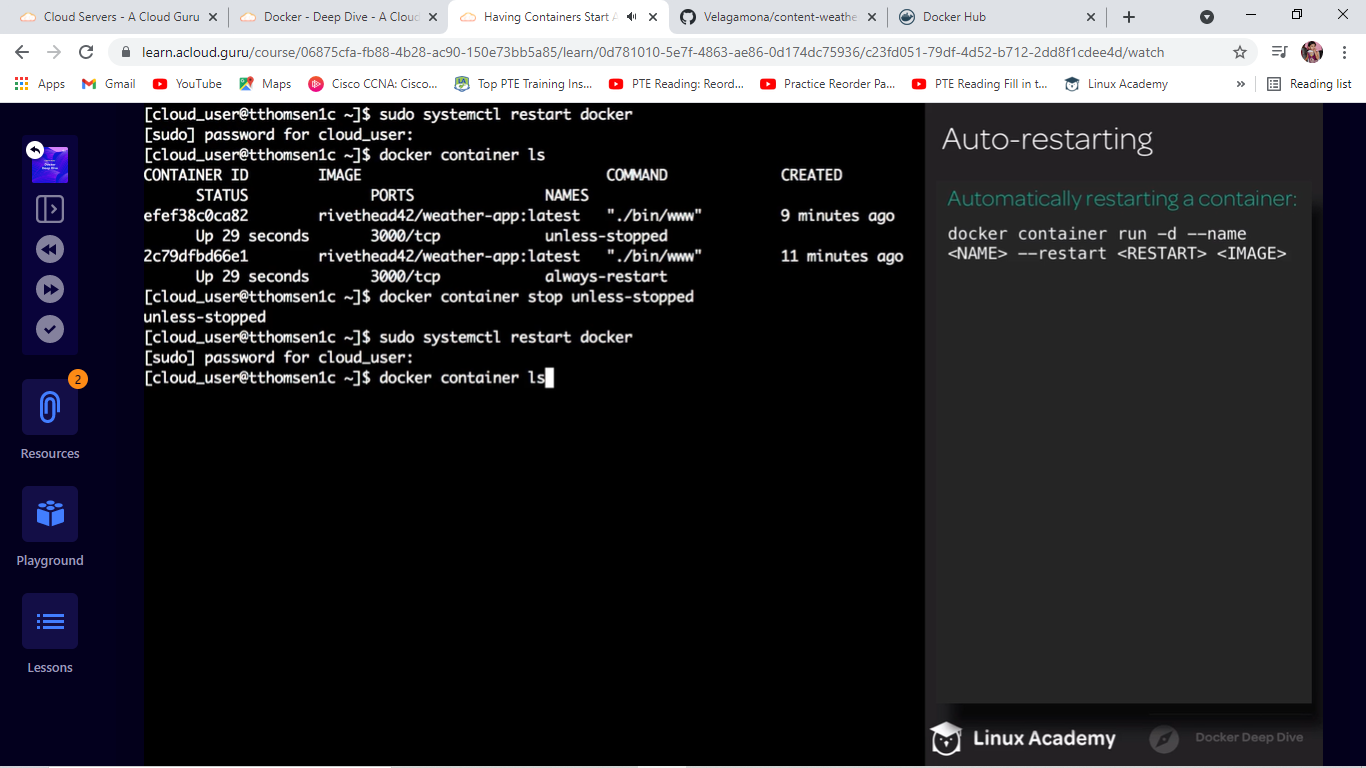 Cloud Servers - A Cloud Guru
Docker - Deep Dive - A Cloud
Having Containers Start A
Velagamona/content-weathe
Docker Hub
learn.acloud.guru/course/06875cfa-fb88-4b28-ac90-150e73bb5a85/learn/0d781010-5e7f-4863-ae86-0d174dc75936/c23fd051-79df-4d52-b712-2dd8f1cdee4d/watch
Apps
Gmail
YouTube
Maps
Cisco CCNA: Cisco...
Top PTE Training Ins...
PTE Reading: Reord...
Practice Reorder Pa...
PTE Reading Fill in t...
Linux Academy
»
Reading list
Docker
Deep Dive
2
Resources
Playground
Lessons
[cloud_user@tthomsen1c ~]$ sudo systemctl restart docker
[sudo] password for cloud_user:
[cloud_user@tthomsen1c ~]$ docker container ls
CONTAINER ID IMAGE COMMAND CREATED
STATUS PORTS NAMES
efef38c0ca82 rivethead42/weather-app:latest "./bin/www" 9 minutes ago
Up 29 seconds 3000/tcp unless-stopped
2c79dfbd66e1 rivethead42/weather-app:latest "./bin/www" 11 minutes ago
Up 29 seconds 3000/tcp always-restart
[cloud_user@tthomsen1c ~]$ docker container stop unless-stopped
unless-stopped
[cloud_user@tthomsen1c ~]$ sudo systemctl restart docker
[sudo] password for cloud_user:
[cloud_user@tthomsen1c ~]$ docker container ls
Auto-restarting
Automatically restarting a container:
docker container run -d --name
<NAME> --restart <RESTART> <IMAGE>
Linux Academy
Docker Deep Dive